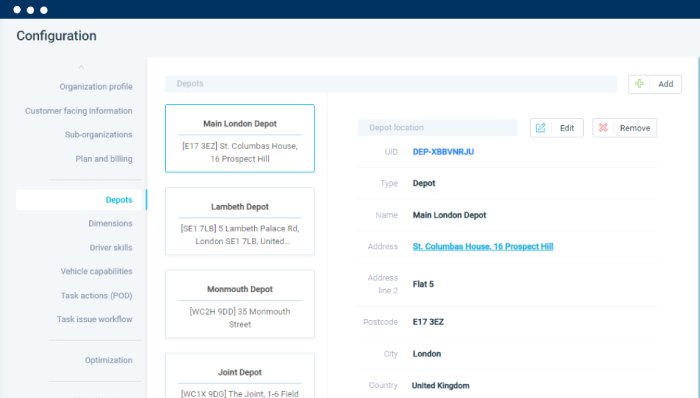 Configuration
Organization profile
Customer facing information
Sub-organizations
Plan and billing
Depots
Dimensions
Driver skills
Vehicle capabilities
Task actions (POD)
Task issue workflow
Optimization
Depots
Add
Main London Depot
[E17 3EZ] St. Columbas House,
16 Prospect Hill
Lambeth Depot
[SE1 7LB] 5 Lambeth Palace Rd,
London SE1 7LB, United...
Monmouth Depot
[WC2H 9DD] 35 Monmouth
Street
Joint Depot
[WC1X 9DG] The Joint, 1-6 Field
Depot location
Edit
Remove
UID DEP-XBBVNRJU
Type Depot
Name Main London Depot
Address St. Columbas House, 16 Prospect Hill
Address
line 2 Flat 5
Postcode E17 3EZ
City London
Country United Kingdom